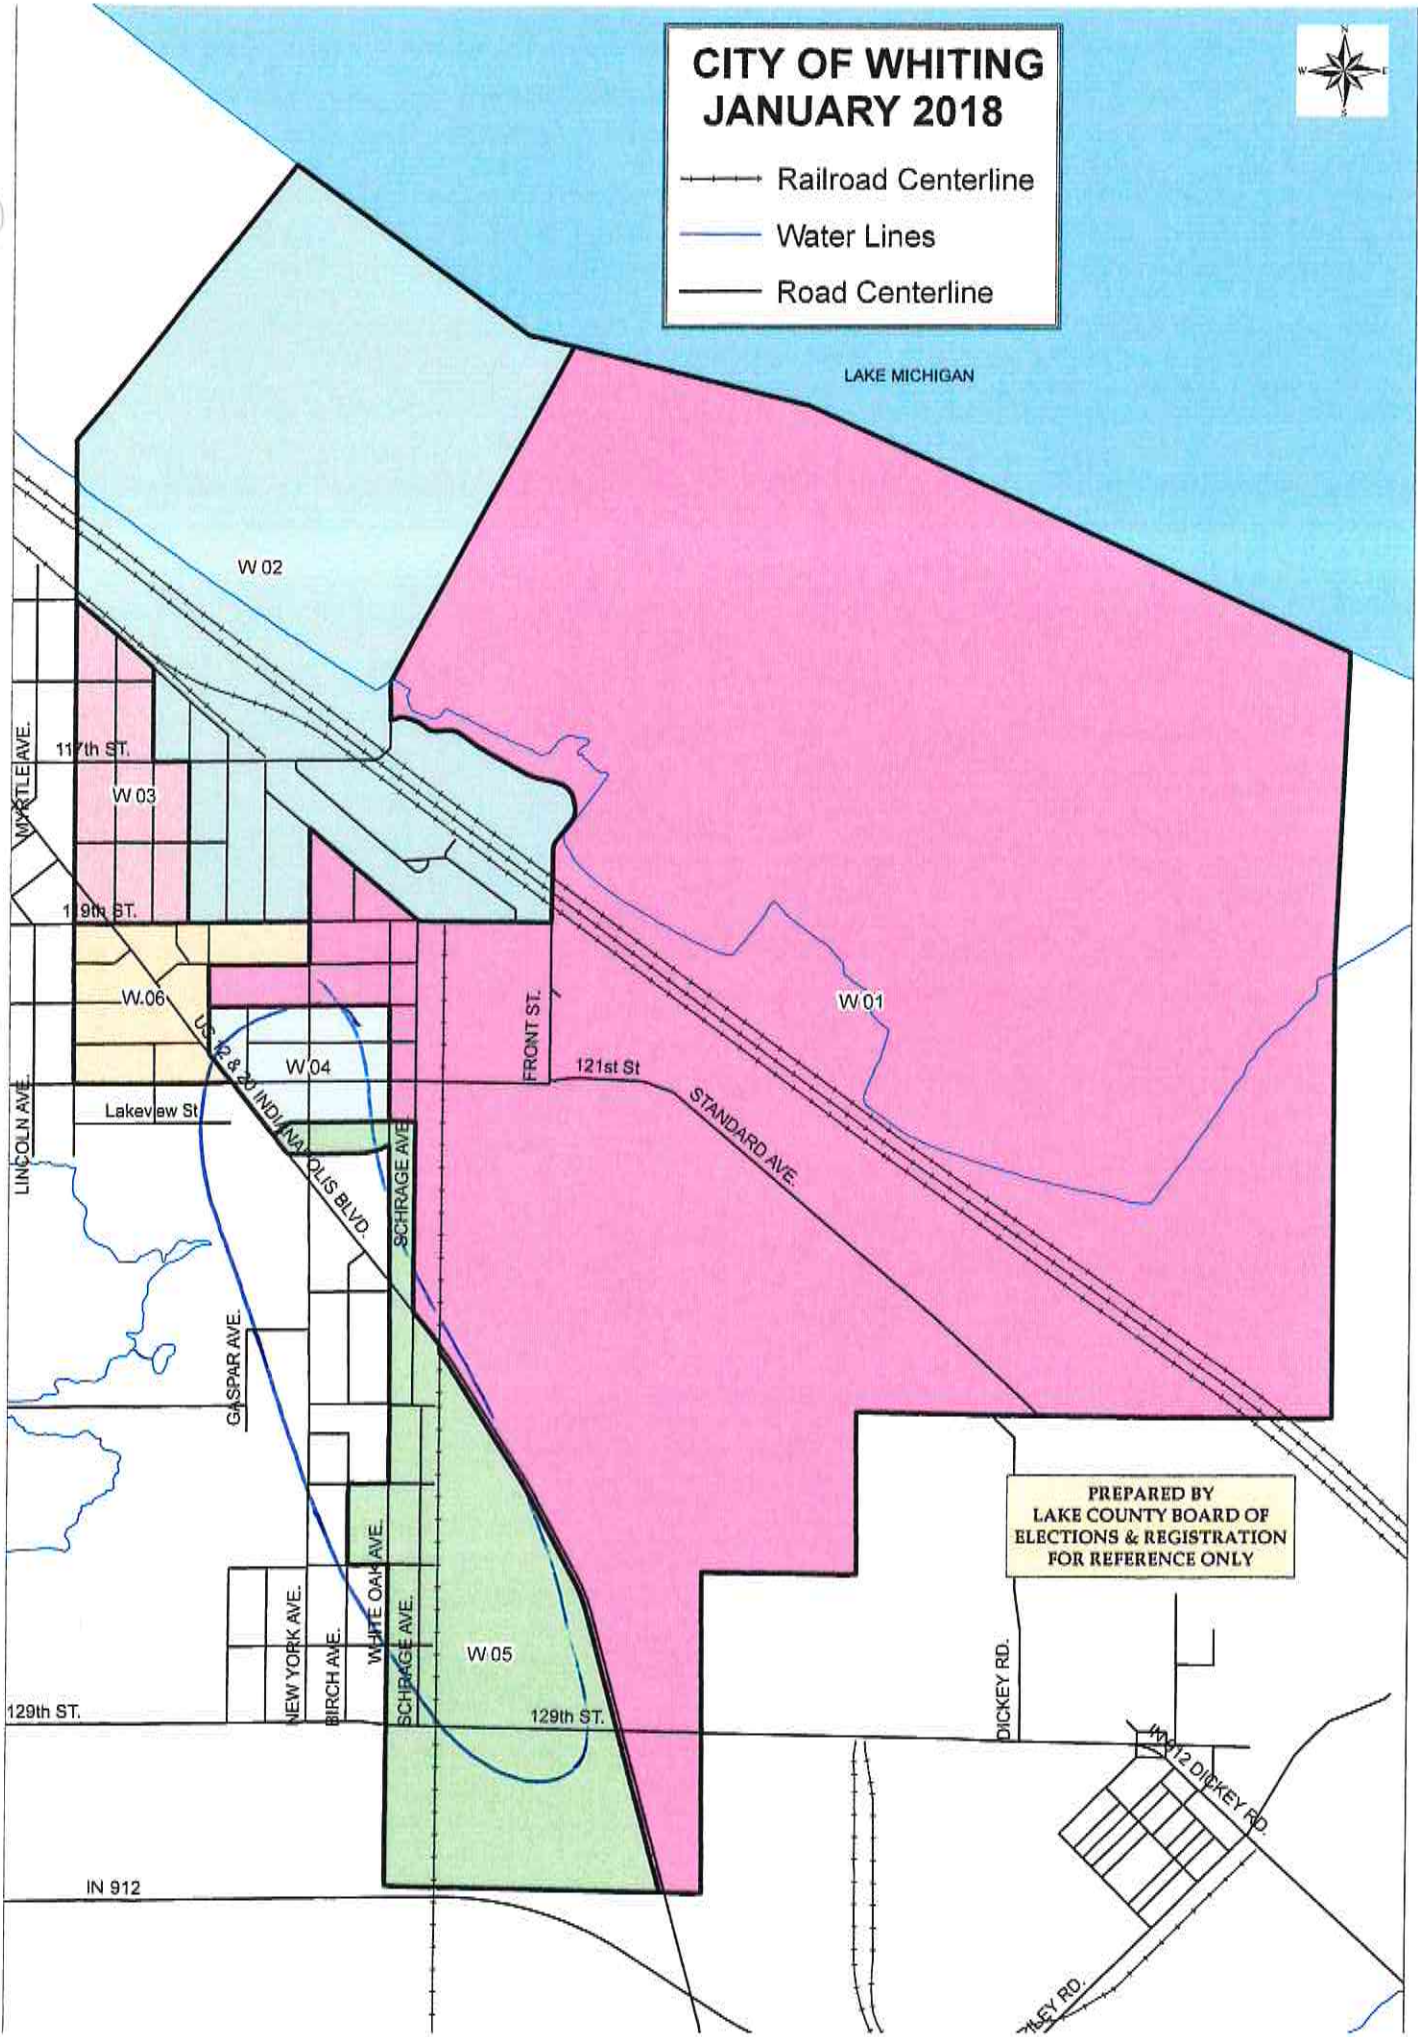 CITY OF WHITING
JANUARY 2018
Railroad Centerline
Water Lines
Road Centerline
N
W
E
S
LAKE MICHIGAN
W 02
MYRTLE AVE.
117th ST.
W 03
119th ST.
W 06
W 01
US 12 & 20 INDIANAPOLIS BLVD.
W 04
FRONT ST.
121st St
STANDARD AVE.
LINCOLN AVE.
Lakeview St
SCHRAGE AVE.
GASPAR AVE.
PREPARED BY
LAKE COUNTY BOARD OF
ELECTIONS & REGISTRATION
FOR REFERENCE ONLY
NEW YORK AVE.
BIRCH AVE.
WHITE OAK AVE.
SCHRAGE AVE.
W 05
DICKEY RD.
129th ST.
129th ST.
IN 912 DICKEY RD.
IN 912
RD.